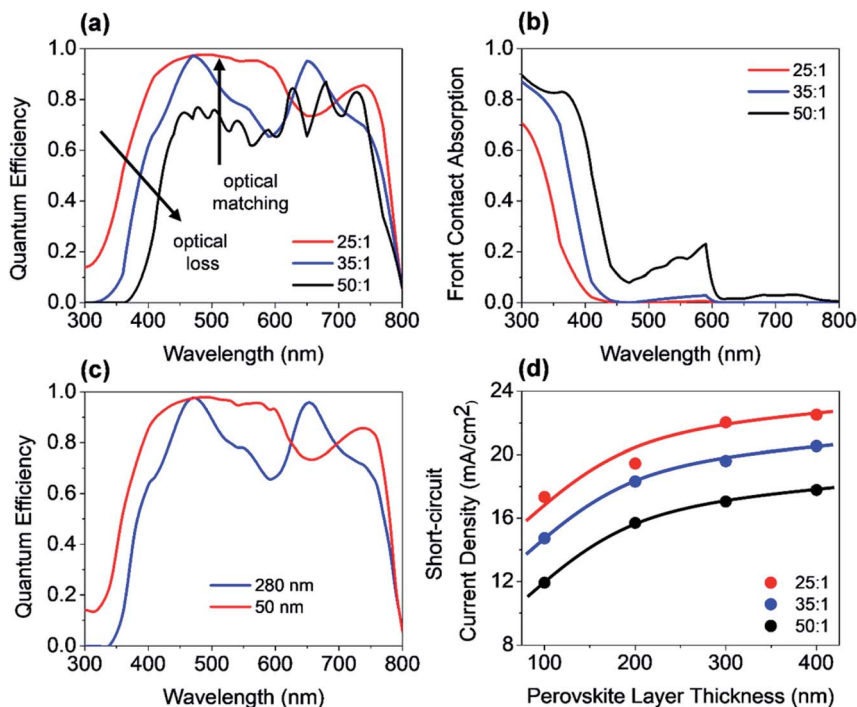 (a)
1.0
0.8
0.6
0.4
0.2
0.0
Quantum Efficiency
optical
matching
optical
loss
25:1
35:1
50:1
300 400 500 600 700 800
Wavelength (nm)
(b)
1.0
0.8
0.6
0.4
0.2
0.0
Front Contact Absorption
25:1
35:1
50:1
300 400 500 600 700 800
Wavelength (nm)
(c)
1.0
0.8
0.6
0.4
0.2
0.0
Quantum Efficiency
280 nm
50 nm
300 400 500 600 700 800
Wavelength (nm)
(d)
24
20
16
12
8
Short-circuit
Current Density (mA/cm²)
25:1
35:1
50:1
100 200 300 400
Perovskite Layer Thickness (nm)